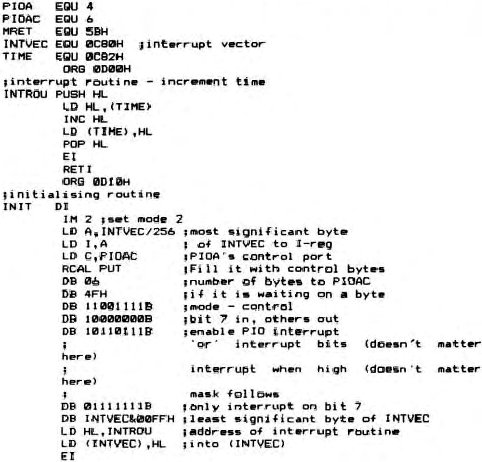 PIOA    EQU 4
PIOAC   EQU 6
MRET    EQU 5BH
INTVEC  EQU 0C80H  ;interrupt vector
TIME    EQU 0C82H
        ORG 0D00H
;interrupt routine - increment time
INTROU PUSH HL
        LD HL,(TIME)
        INC HL
        LD (TIME),HL
        POP HL
        EI
        RETI
        ORG 0D10H
;initialising routine
INIT    DI
        IM 2 ;set mode 2
        LD A,INTVEC/256 ;most significant byte
        LD I,A          ; of INTVEC to I-reg
        LD C,PIOAC      ;PIOA's control port
        RCAL PUT        ;Fill it with control bytes
        DB 06           ;number of bytes to PIOAC
        DB 4FH          ;if it is waiting on a byte
        DB 11001111B    ;mode - control
        DB 10000000B    ;bit 7 in, others out
        DB 10110111B    ;enable PIO interrupt
        ;               'or' interrupt bits (doesn't matter
here)
        ;               interrupt when high (doesn't matter
here)
        ;               mask follows
        DB 01111111B    ;only interrupt on bit 7
        DB INTVEC&00FFH ;least significant byte of INTVEC
        LD HL,INTROU    ;address of interrupt routine
        LD (INTVEC),HL  ;into (INTVEC)
        EI